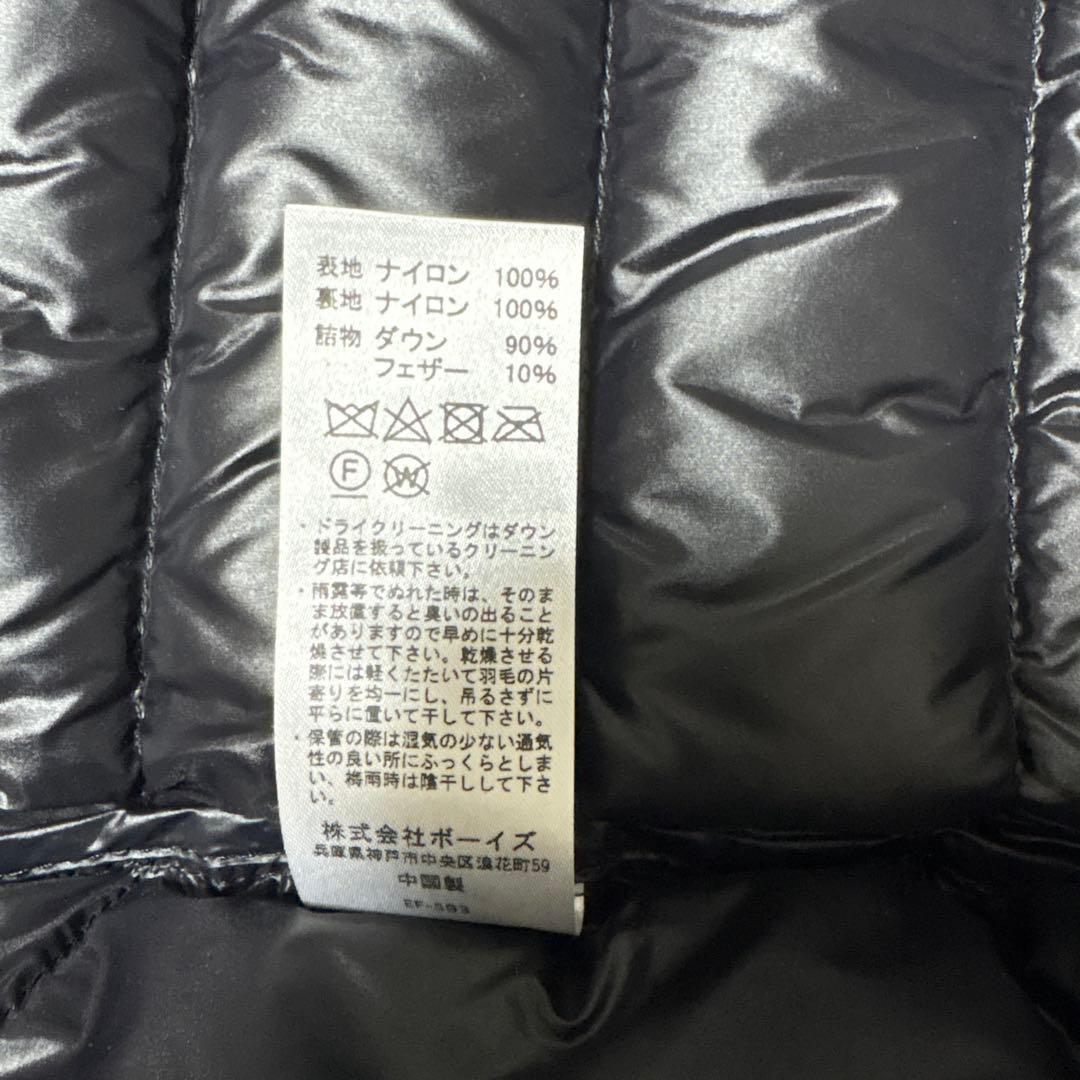 表地 ナイロン 100%
裏地 ナイロン 100%
詰物 ダウン 90%
フェザー 10%
F
W
・ドライクリーニングはダウン
製品を扱っているクリーニン
グ店に依頼下さい。
・雨露等でぬれた時は、そのま
ま放置すると臭いの出ること
がありますので早めに十分乾
燥させて下さい。乾燥させる
際には軽くたたいて羽毛の片
寄りを均一にし、吊るさずに
平らに置いて干して下さい。
・保管の際は湿気の少ない通気
性の良い所にふっくらとしま
い、梅雨時は陰干しして下さ
い。
株式会社ボーイズ
兵庫県神戸市中央区浪花町59
中国製
EF-S93